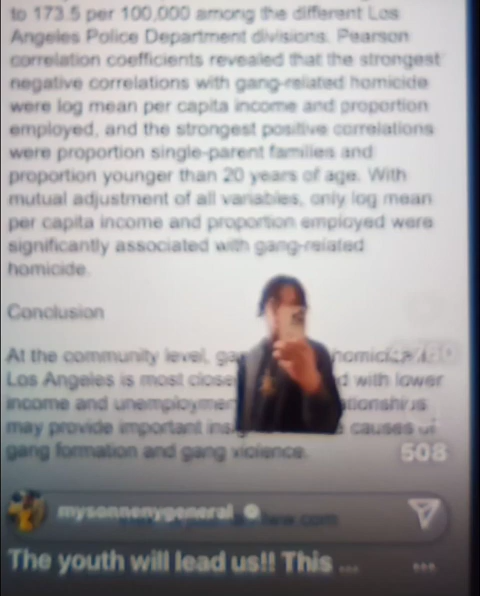 to 173.5 per 100,000 among the different Los
Angeles Police Department divisions. Pearson
correlation coefficients revealed that the strongest
negative correlations with gang-related homicide
were log mean per capita income and proportion
employed, and the strongest positive correlations
were proportion single-parent families and
proportion younger than 20 years of age. With
mutual adjustment of all variables, only log mean
per capita income and proportion employed were
significantly associated with gang-related
homicide.
Conclusion
At the community level, homicide
Los Angeles is most with lower
income and
may provide important causes of
gang formation and gang violence.
508
mysonnenygeneral
The youth will lead us!! This ...